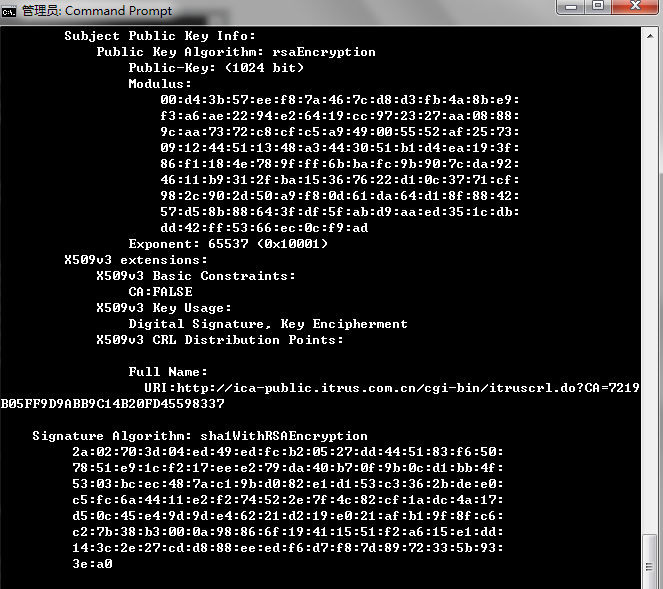 管理员: Command Prompt
Subject Public Key Info:
Public Key Algorithm: rsaEncryption
Public-Key: (1024 bit)
Modulus:
00:d4:3b:57:ee:f8:7a:46:7c:d8:d3:fb:4a:8b:e9:
f3:a6:ae:22:94:e2:64:19:cc:97:23:27:aa:08:88:
9c:aa:73:72:c8:cf:c5:a9:49:00:55:52:af:25:73:
09:12:44:51:13:48:a3:44:30:51:b1:d4:ea:19:3f:
86:f1:18:4e:78:9f:ff:6b:ba:fc:9b:90:7c:da:92:
46:11:b9:31:2f:ba:15:36:76:22:d1:0c:37:71:cf:
98:2c:90:2d:50:a9:f8:0d:61:da:64:d1:8f:88:42:
57:d5:8b:88:64:3f:df:5f:ab:d9:aa:ed:35:1c:db:
dd:42:ff:53:66:ec:0c:f9:ad
Exponent: 65537 (0x10001)
X509v3 extensions:
X509v3 Basic Constraints:
CA:FALSE
X509v3 Key Usage:
Digital Signature, Key Encipherment
X509v3 CRL Distribution Points:
Full Name:
URI:http://ica-public.itrus.com.cn/cgi-bin/itruscrl.do?CA=7219
B05FF9D9ABB9C14B20FD45598337
Signature Algorithm: sha1WithRSAEncryption
2a:02:70:3d:04:ed:49:ed:fc:b2:05:27:dd:44:51:83:f6:50:
78:51:e9:1c:f2:17:ee:e2:79:da:40:b7:0f:9b:0c:d1:bb:4f:
53:03:bc:ec:48:7a:c1:9b:d0:82:e1:d1:53:c3:36:2b:de:e0:
c5:fc:6a:44:11:e2:f2:74:52:2e:7f:4c:82:cf:1a:dc:4a:17:
d5:0c:45:e4:9d:9d:e4:62:21:d2:19:e0:21:af:b1:9f:8f:c6:
c2:7b:38:b3:00:0a:98:86:6f:19:41:15:51:f2:a6:15:e1:dd:
14:3c:2e:27:cd:d8:88:ee:ed:f6:d7:f8:7d:89:72:33:5b:93:
3e:a0